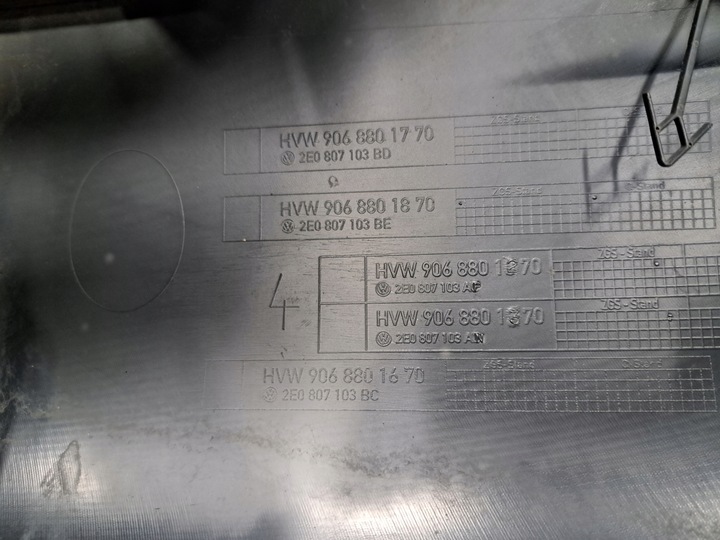 HVW 906 880 17 70 ZGS-Stand
2E0 807 103 BD
HVW 906 880 18 70 ZGS-Stand C-Stand
2E0 807 103 BE
HVW 906 880 70 ZGS-Stand
2E0 807 103
4
HVW 906 880 70 ZGS-Stand
2E0 807 103
HVW 906 880 16 70 ZGS-Stand C-Stand
2E0 807 103 BC